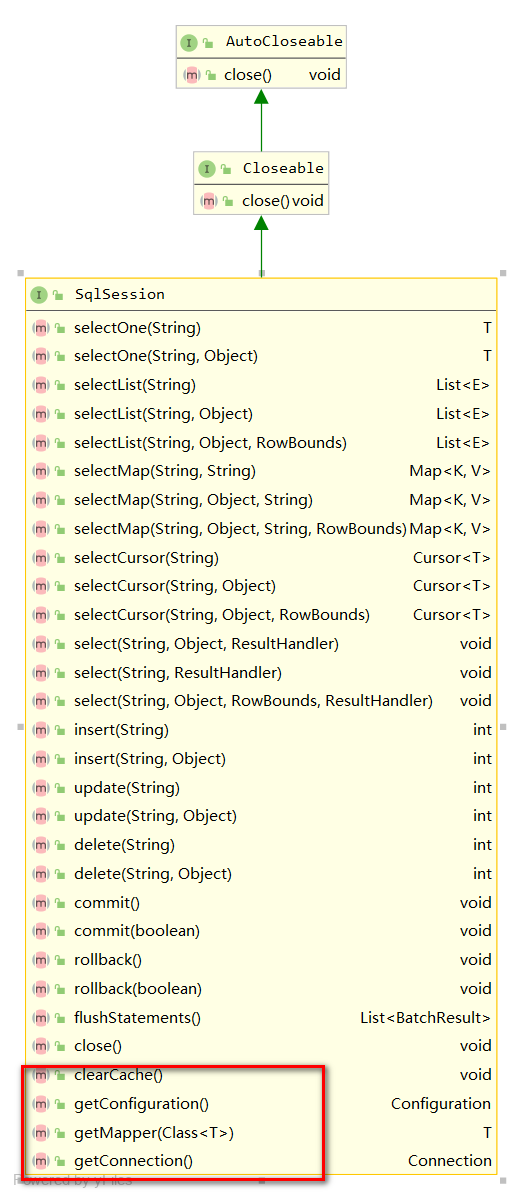 I AutoCloseable
m close() void
I Closeable
m close() void
I SqlSession
m selectOne(String) T
m selectOne(String, Object) T
m selectList(String) List<E>
m selectList(String, Object) List<E>
m selectList(String, Object, RowBounds) List<E>
m selectMap(String, String) Map<K, V>
m selectMap(String, Object, String) Map<K, V>
m selectMap(String, Object, String, RowBounds) Map<K, V>
m selectCursor(String) Cursor<T>
m selectCursor(String, Object) Cursor<T>
m selectCursor(String, Object, RowBounds) Cursor<T>
m select(String, Object, ResultHandler) void
m select(String, ResultHandler) void
m select(String, Object, RowBounds, ResultHandler) void
m insert(String) int
m insert(String, Object) int
m update(String) int
m update(String, Object) int
m delete(String) int
m delete(String, Object) int
m commit() void
m commit(boolean) void
m rollback() void
m rollback(boolean) void
m flushStatements() List<BatchResult>
m close() void
m clearCache() void
m getConfiguration() Configuration
m getMapper(Class<T>) T
m getConnection() Connection
Powered by yFiles